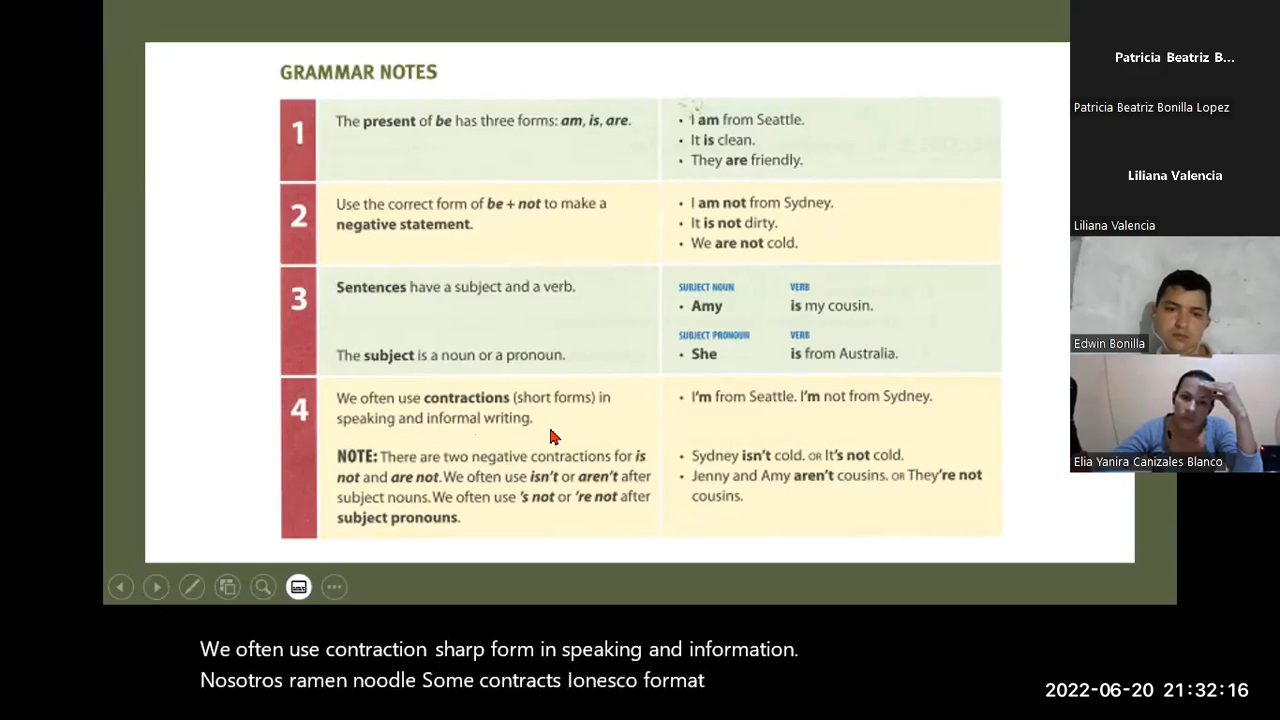 GRAMMAR NOTES
1
The present of be has three forms: am, is, are.
• I am from Seattle.
• It is clean.
• They are friendly.
2
Use the correct form of be + not to make a
negative statement.
• I am not from Sydney.
• It is not dirty.
• We are not cold.
3
Sentences have a subject and a verb.
SUBJECT NOUN VERB
• Amy is my cousin.
SUBJECT PRONOUN VERB
The subject is a noun or a pronoun.
• She is from Australia.
4
We often use contractions (short forms) in
speaking and informal writing.
• I'm from Seattle. I'm not from Sydney.
NOTE: There are two negative contractions for is
not and are not. We often use isn't or aren't after
subject nouns. We often use 's not or 're not after
subject pronouns.
• Sydney isn't cold. OR It's not cold.
• Jenny and Amy aren't cousins. OR They're not
cousins.
Patricia Beatriz B...
Patricia Beatriz Bonilla Lopez
Liliana Valencia
Liliana Valencia
Edwin Bonilla
Elia Yanira Canizales Blanco
We often use contraction sharp form in speaking and information.
Nosotros ramen noodle Some contracts Ionesco format
2022-06-20 21:32:16